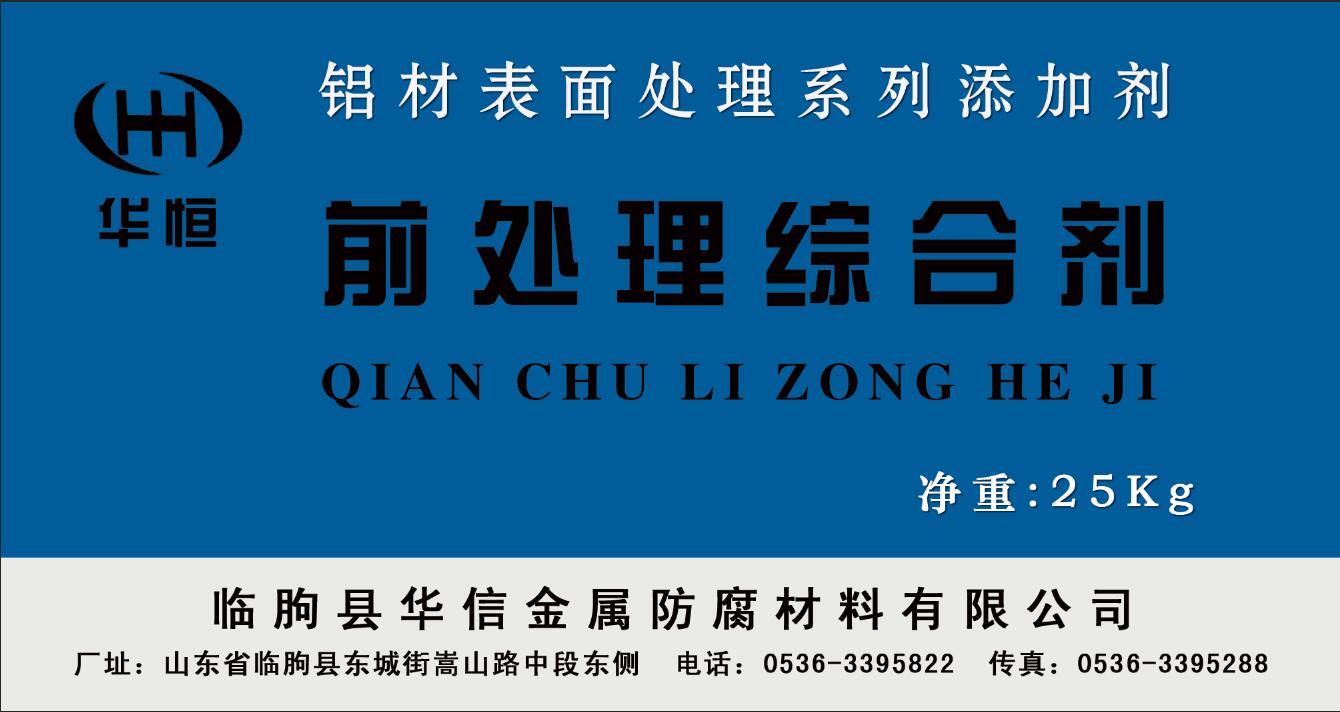 铝材表面处理系列添加剂
华恒
前处理综合剂
QIAN CHU LI ZONG HE JI
净重:25Kg
临朐县华信金属防腐材料有限公司
厂址：山东省临朐县东城街嵩山路中段东侧 电话：0536-3395822 传真：0536-3395288